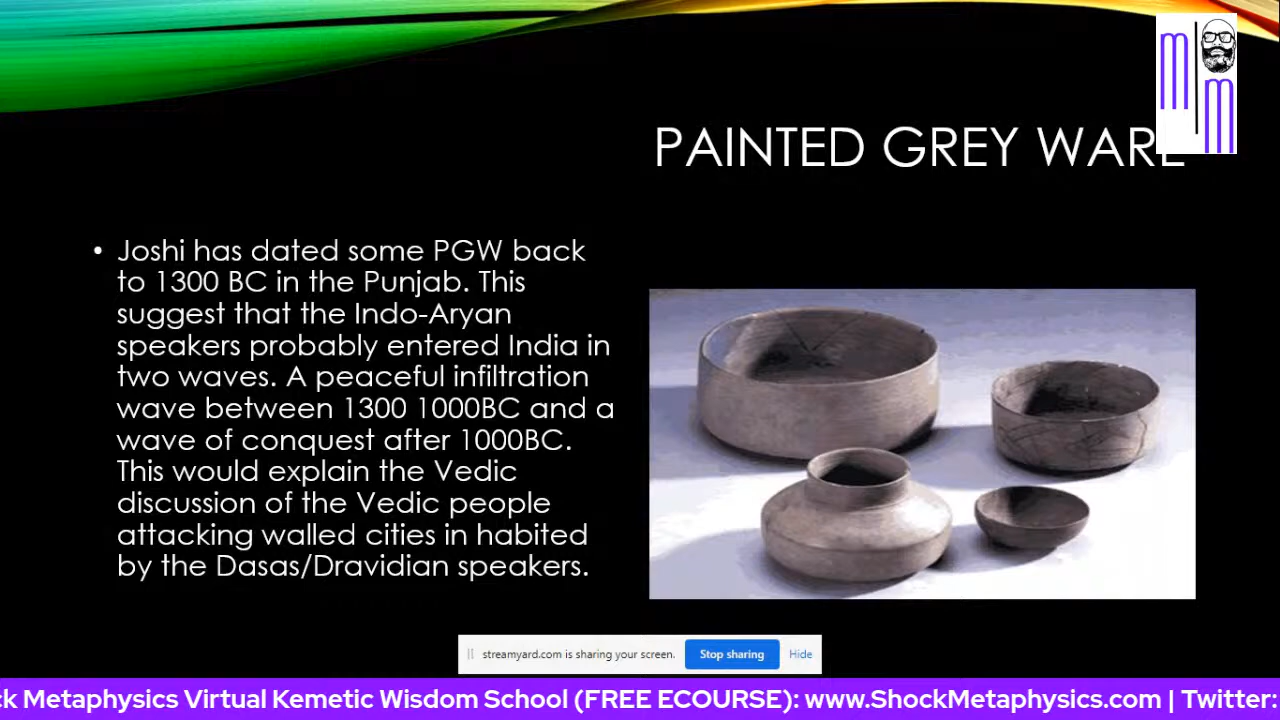 PAINTED GREY WARE
• Joshi has dated some PGW back
to 1300 BC in the Punjab. This
suggest that the Indo-Aryan
speakers probably entered India in
two waves. A peaceful infiltration
wave between 1300 1000BC and a
wave of conquest after 1000BC.
This would explain the Vedic
discussion of the Vedic people
attacking walled cities in habited
by the Dasas/Dravidian speakers.
m m
streamyard.com is sharing your screen. Stop sharing Hide
ck Metaphysics Virtual Kemetic Wisdom School (FREE ECOURSE): www.ShockMetaphysics.com | Twitter: